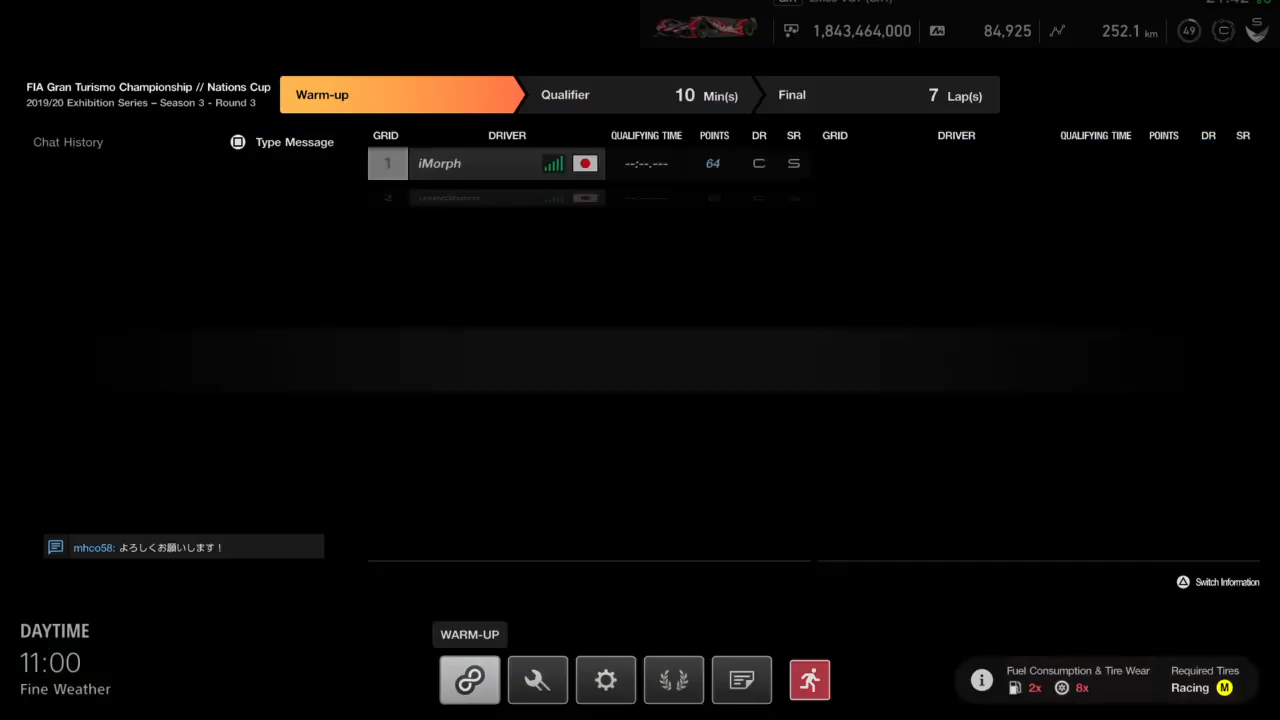 1,843,464,000 84,925 252.1 km 49 C S
FIA Gran Turismo Championship // Nations Cup
2019/20 Exhibition Series – Season 3 - Round 3
Warm-up Qualifier 10 Min(s) Final 7 Lap(s)
Chat History Type Message
GRID DRIVER QUALIFYING TIME POINTS DR SR GRID DRIVER QUALIFYING TIME POINTS DR SR
1 iMorph --:--.--- 64 C S
2
mhco58: よろしくお願いします！
Switch Information
DAYTIME
11:00
Fine Weather
WARM-UP
Fuel Consumption & Tire Wear
2x 8x
Required Tires
Racing M